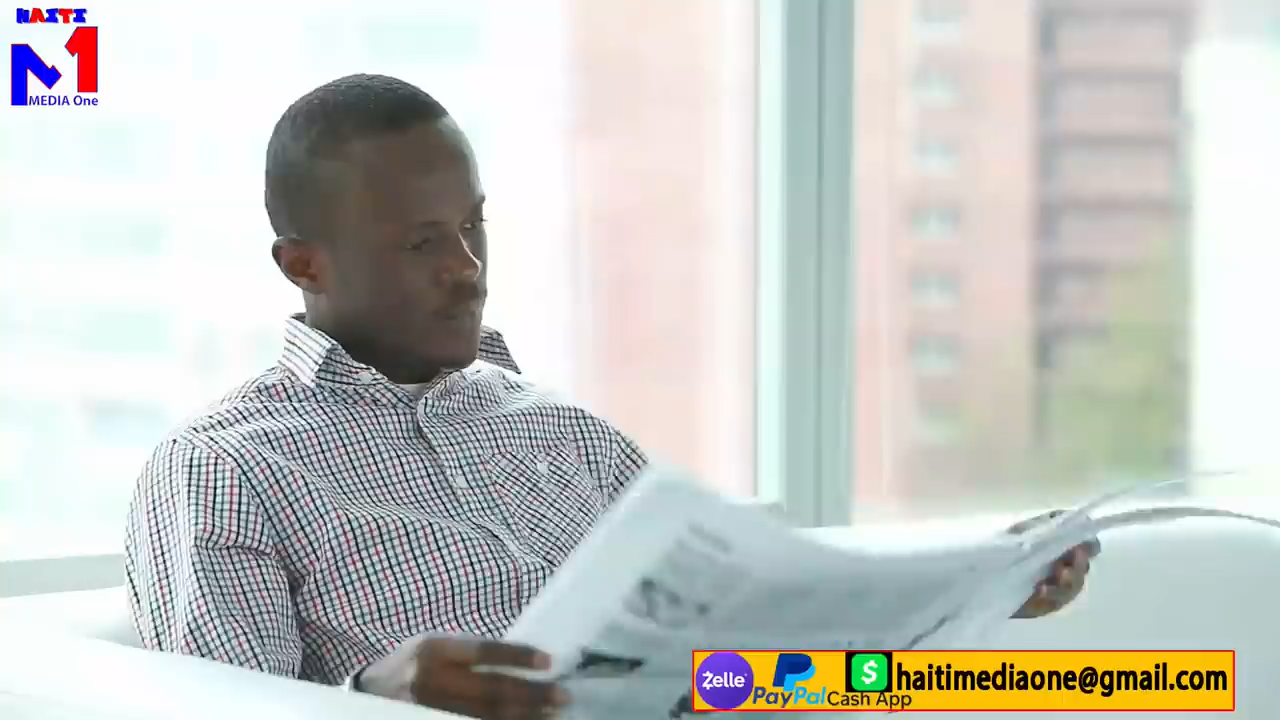 HAITI
M1
MEDIA One
Zelle
PayPal
Cash App
haitimediaone@gmail.com